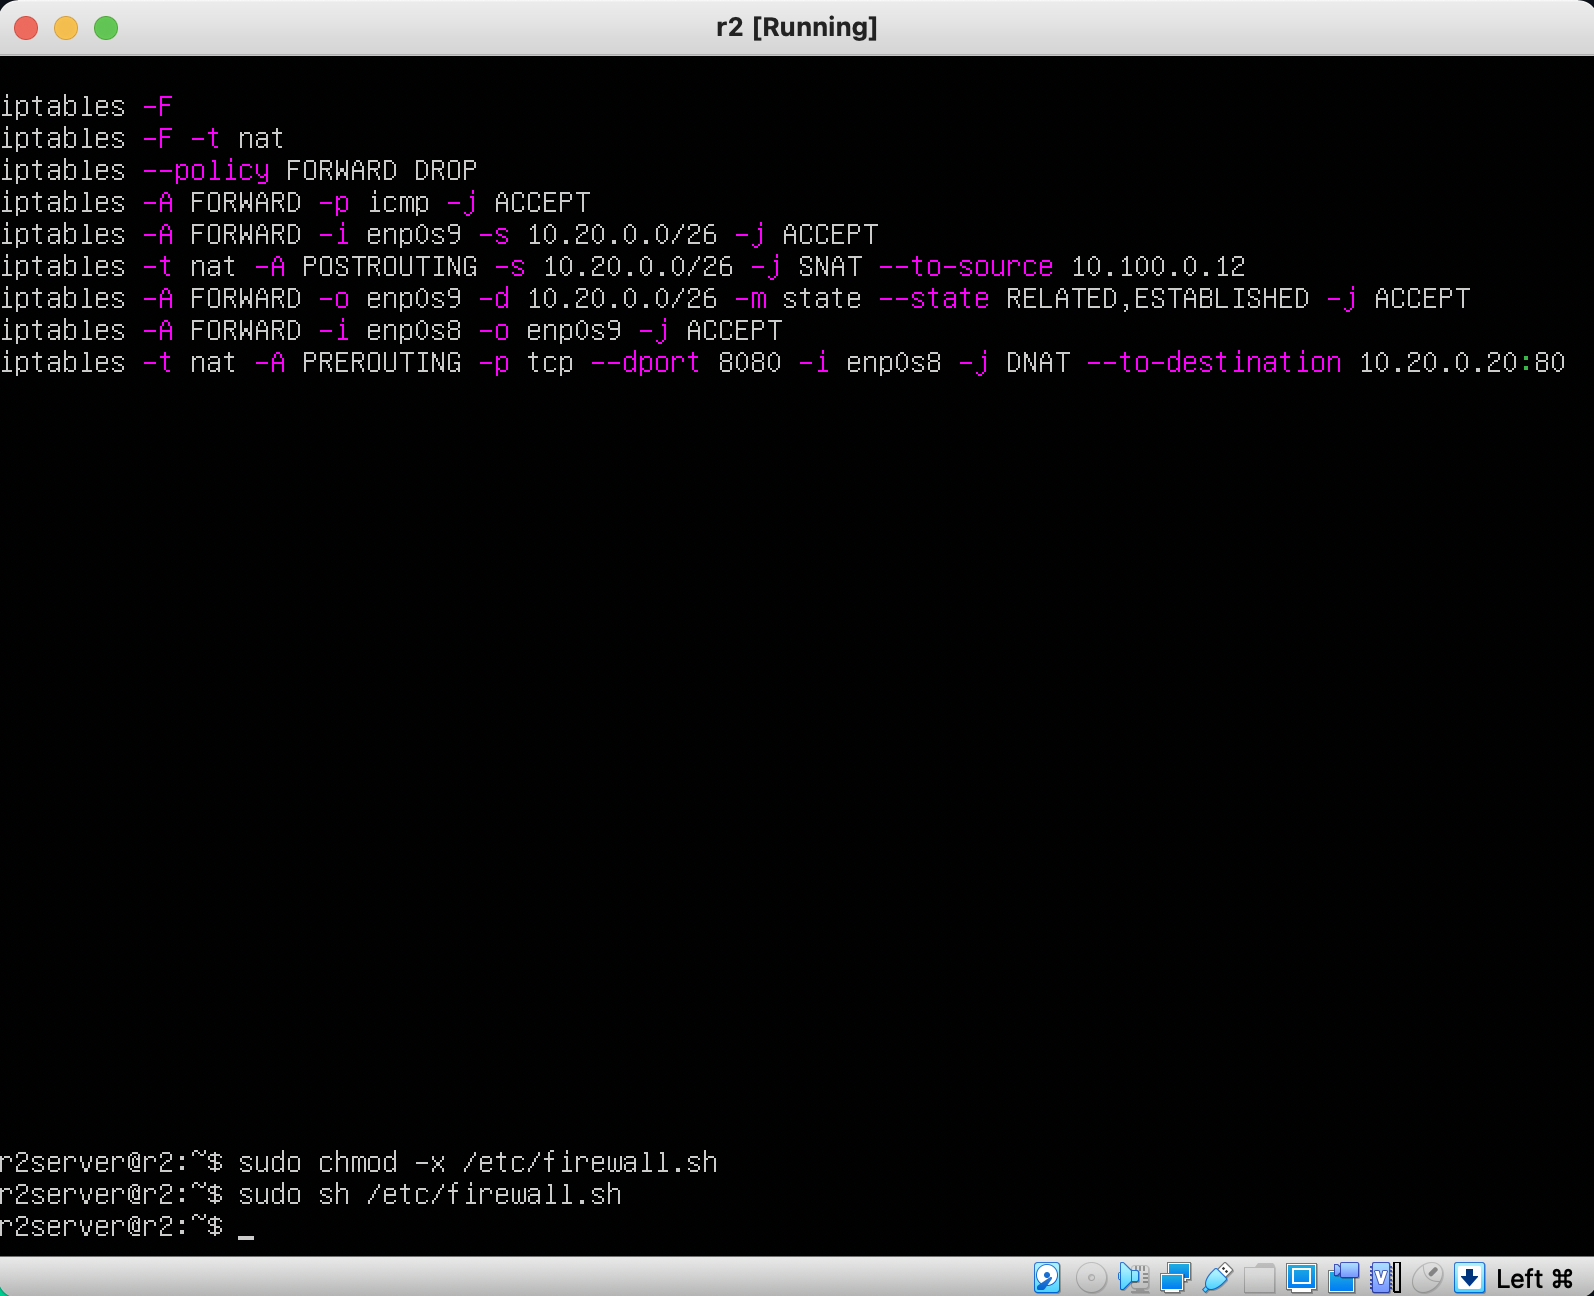 r2 [Running]
iptables -F
iptables -F -t nat
iptables --policy FORWARD DROP
iptables -A FORWARD -p icmp -j ACCEPT
iptables -A FORWARD -i enp0s9 -s 10.20.0.0/26 -j ACCEPT
iptables -t nat -A POSTROUTING -s 10.20.0.0/26 -j SNAT --to-source 10.100.0.12
iptables -A FORWARD -o enp0s9 -d 10.20.0.0/26 -m state --state RELATED,ESTABLISHED -j ACCEPT
iptables -A FORWARD -i enp0s8 -o enp0s9 -j ACCEPT
iptables -t nat -A PREROUTING -p tcp --dport 8080 -i enp0s8 -j DNAT --to-destination 10.20.0.20:80
r2server@r2:~$ sudo chmod -x /etc/firewall.sh
r2server@r2:~$ sudo sh /etc/firewall.sh
r2server@r2:~$ _
Left ⌘